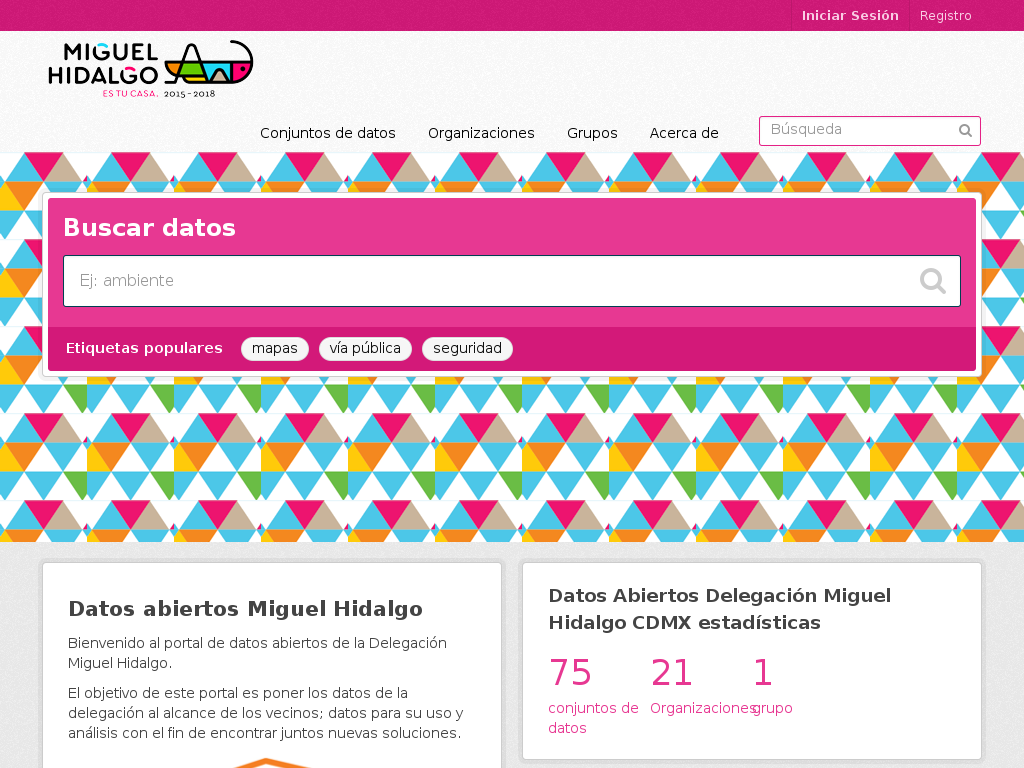 Iniciar Sesión
Registro
MIGUEL
HIDALGO
ES TU CASA. 2015-2018
Conjuntos de datos
Organizaciones
Grupos
Acerca de
Búsqueda
Buscar datos
Ej: ambiente
Etiquetas populares
mapas
vía pública
seguridad
Datos abiertos Miguel Hidalgo
Bienvenido al portal de datos abiertos de la Delegación
Miguel Hidalgo.
El objetivo de este portal es poner los datos de la
delegación al alcance de los vecinos; datos para su uso y
análisis con el fin de encontrar juntos nuevas soluciones.
Datos Abiertos Delegación Miguel
Hidalgo CDMX estadísticas
75
conjuntos de
datos
21
Organizaciones
1
grupo